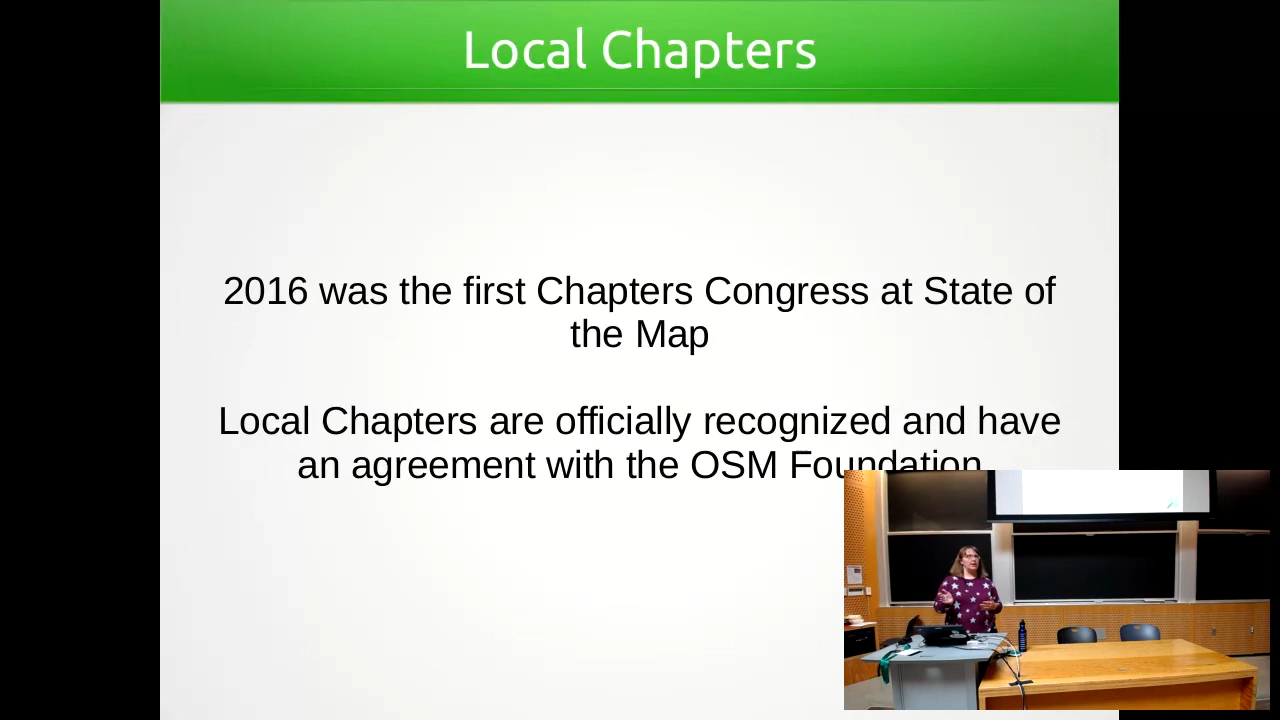 Local Chapters
2016 was the first Chapters Congress at State of
the Map
Local Chapters are officially recognized and have
an agreement with the OSM Foundation